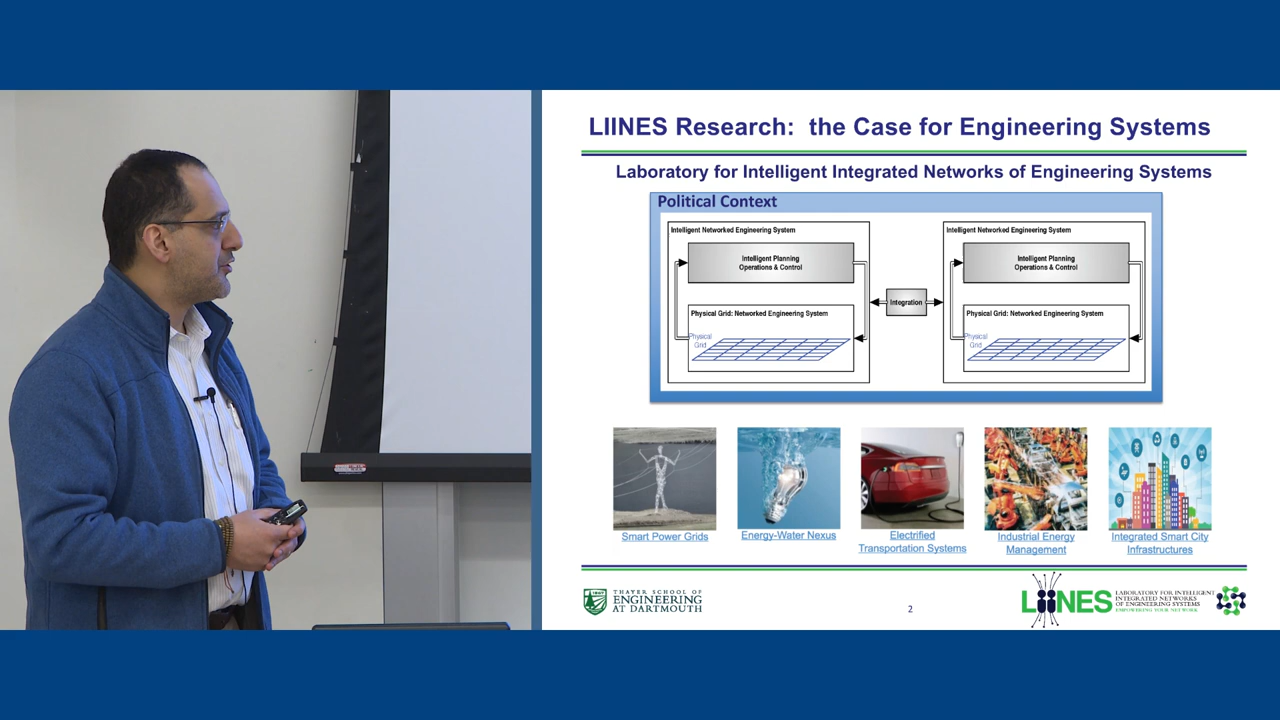 LIINES Research: the Case for Engineering Systems
Laboratory for Intelligent Integrated Networks of Engineering Systems
Political Context
Intelligent Networked Engineering System
Intelligent Planning
Operations & Control
Physical Grid: Networked Engineering System
Physical
Grid
Integration
Intelligent Networked Engineering System
Intelligent Planning
Operations & Control
Physical Grid: Networked Engineering System
Physical
Grid
Smart Power Grids
Energy-Water Nexus
Electrified
Transportation Systems
Industrial Energy
Management
Integrated Smart City
Infrastructures
THAYER SCHOOL OF
ENGINEERING
AT DARTMOUTH
2
LIINES
LABORATORY FOR INTELLIGENT
INTEGRATED NETWORKS
OF ENGINEERING SYSTEMS
EMPOWERING YOUR NETWORK